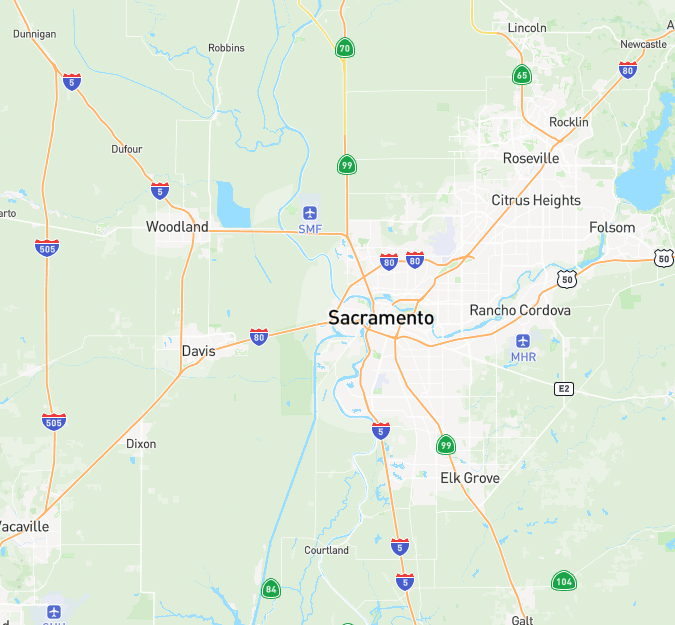 Dunnigan
Lincoln
Robbins
Newcastle
70
5
65
80
Rocklin
Dufour
Roseville
99
5
Citrus Heights
Woodland
SMF
Folsom
505
80
80
50
50
Sacramento
Rancho Cordova
80
Davis
MHR
E2
505
5
Dixon
99
Elk Grove
Vacaville
5
Courtland
5
104
84
Galt